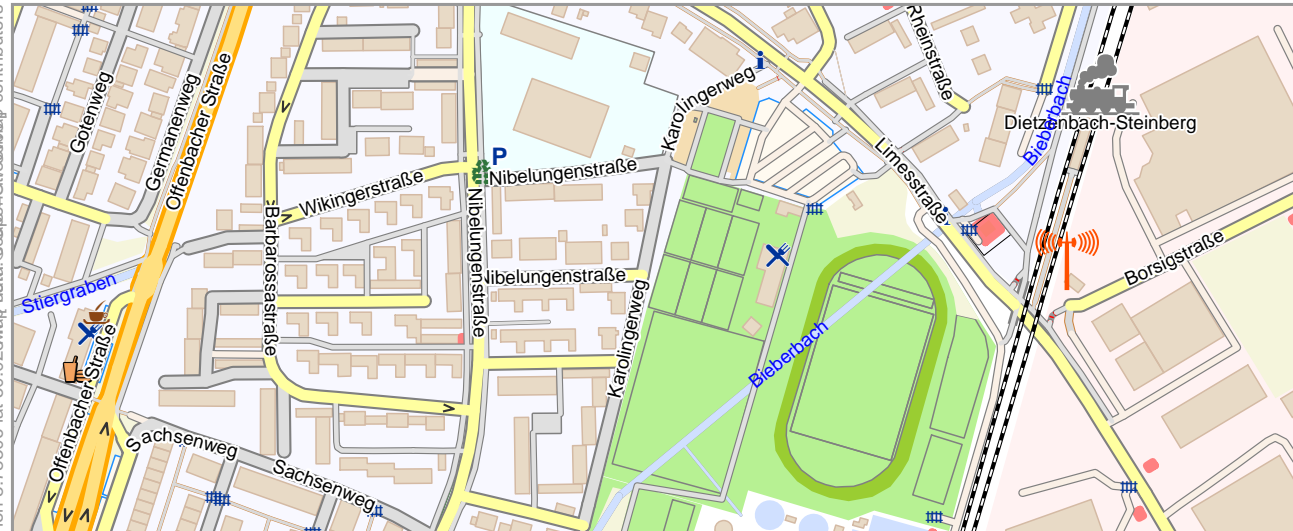 Gotenweg
Germanenweg
Offenbacher Straße
Wikingerstraße
Barbarossastraße
P
Nibelungenstraße
Nibelungenstraße
Nibelungenstraße
Karolingerweg
i
Karolingerweg
Rheinstraße
Limesstraße
Bieberbach
Dietzenbach-Steinberg
Borsigstraße
Bieberbach
Stiergraben
Offenbacher Straße
Sachsenweg
Sachsenweg